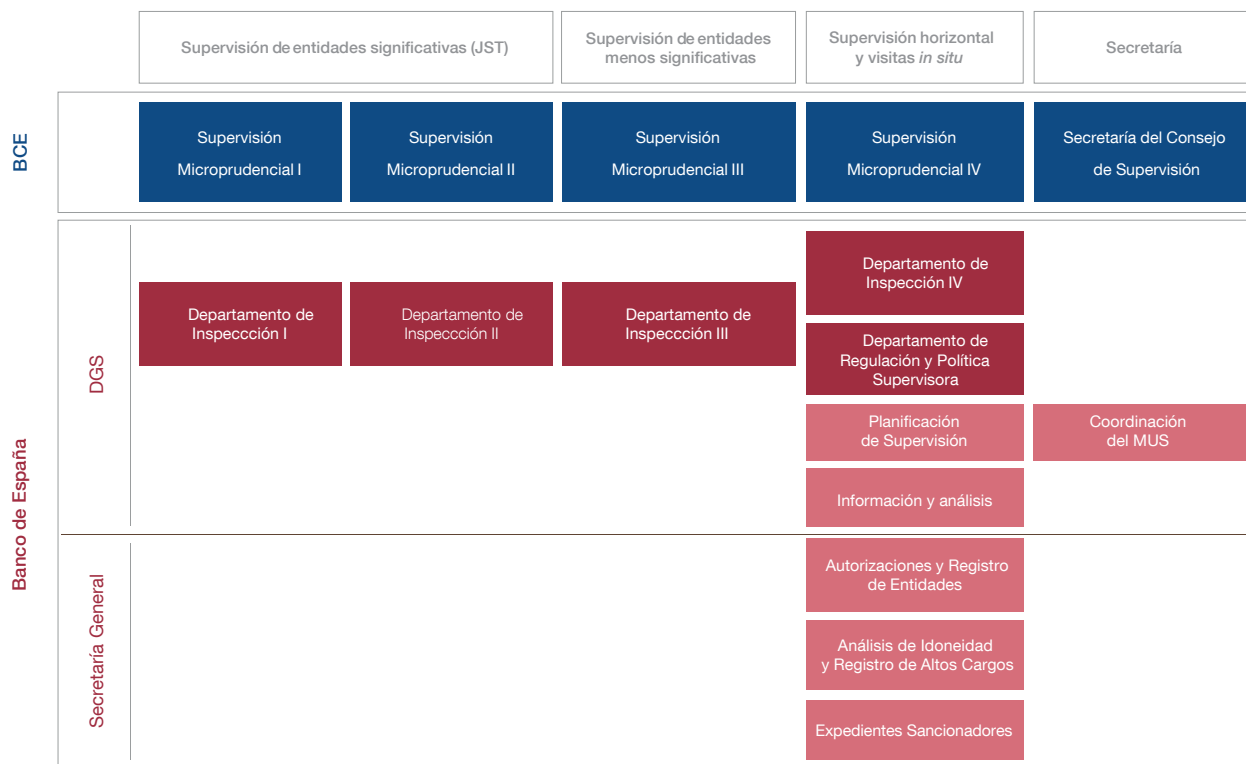 Supervisión de entidades significativas (JST)
Supervisión de entidades
menos significativas
Supervisión horizontal
y visitas in situ
Secretaría
BCE
Supervisión
Microprudencial I
Supervisión
Microprudencial II
Supervisión
Microprudencial III
Supervisión
Microprudencial IV
Secretaría del Consejo
de Supervisión
Banco de España
DGS
Departamento de
Inspeccción I
Departamento de
Inspeccción II
Departamento de
Inspeccción III
Departamento de
Inspección IV
Departamento de
Regulación y Política
Supervisora
Planificación
de Supervisión
Coordinación
del MUS
Información y análisis
Secretaría General
Autorizaciones y Registro
de Entidades
Análisis de Idoneidad
y Registro de Altos Cargos
Expedientes Sancionadores